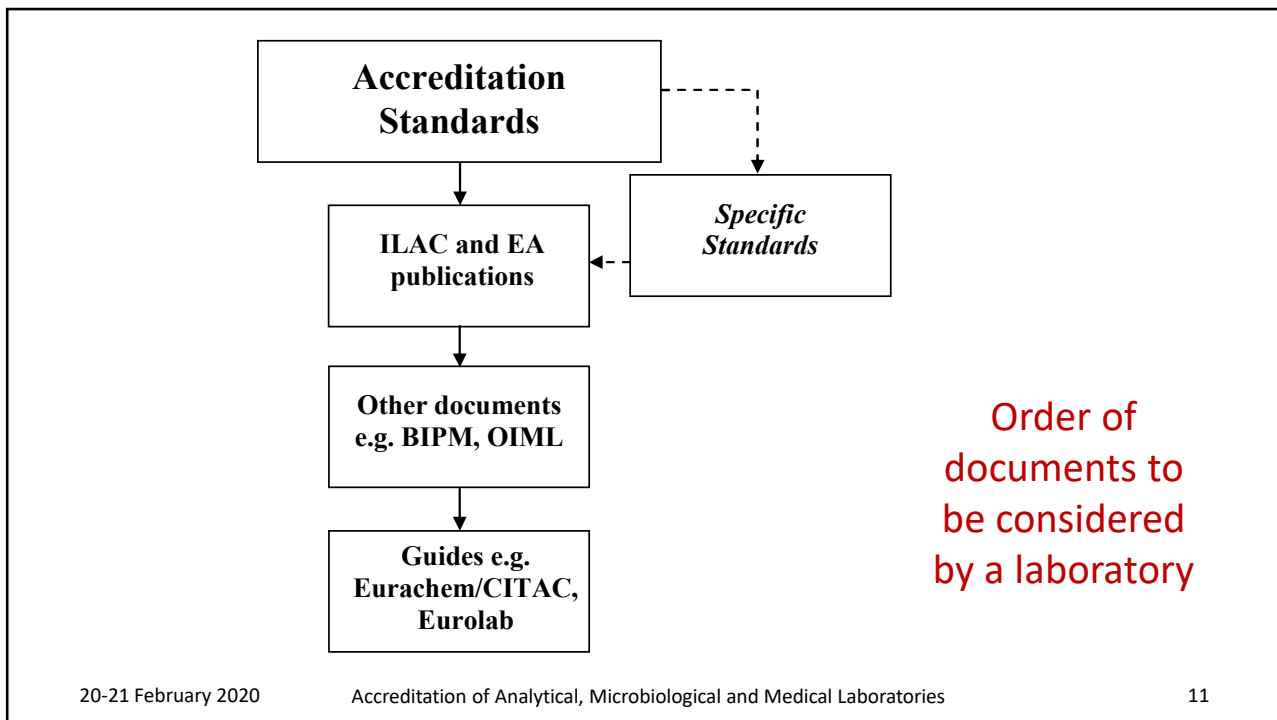 Accreditation
Standards
Specific
Standards
ILAC and EA
publications
Other documents
e.g. BIPM, OIML
Guides e.g.
Eurachem/CITAC,
Eurolab
Order of
documents to
be considered
by a laboratory
20-21 February 2020
Accreditation of Analytical, Microbiological and Medical Laboratories
11